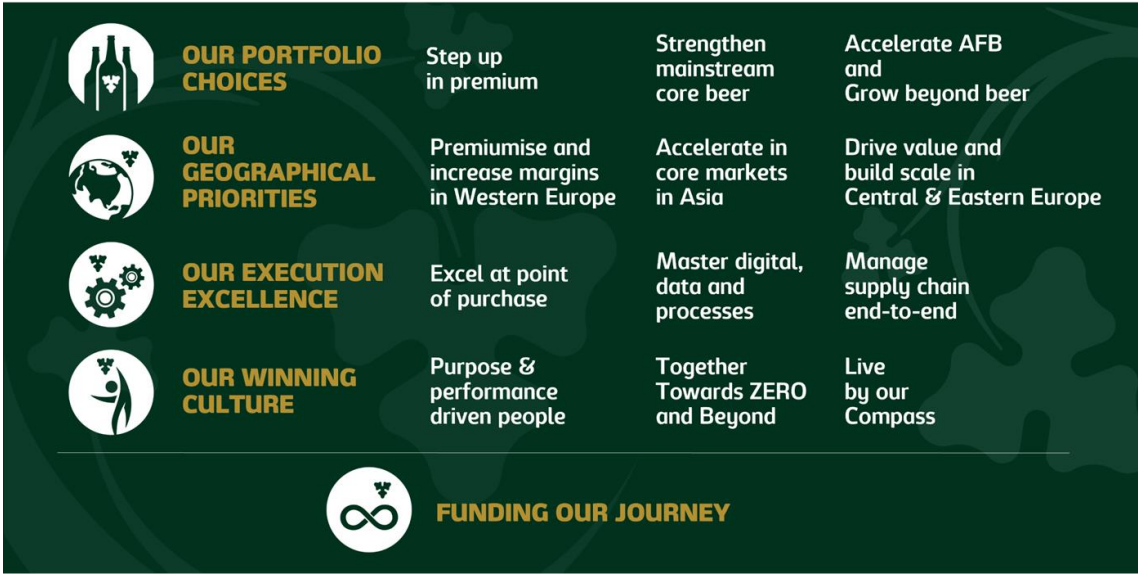 OUR PORTFOLIO
CHOICES
Step up
in premium
Strengthen
mainstream
core beer
Accelerate AFB
and
Grow beyond beer
OUR
GEOGRAPHICAL
PRIORITIES
Premiumise and
increase margins
in Western Europe
Accelerate in
core markets
in Asia
Drive value and
build scale in
Central & Eastern Europe
OUR EXECUTION
EXCELLENCE
Excel at point
of purchase
Master digital,
data and
processes
Manage
supply chain
end-to-end
OUR WINNING
CULTURE
Purpose &
performance
driven people
Together
Towards ZERO
and Beyond
Live
by our
Compass
FUNDING OUR JOURNEY